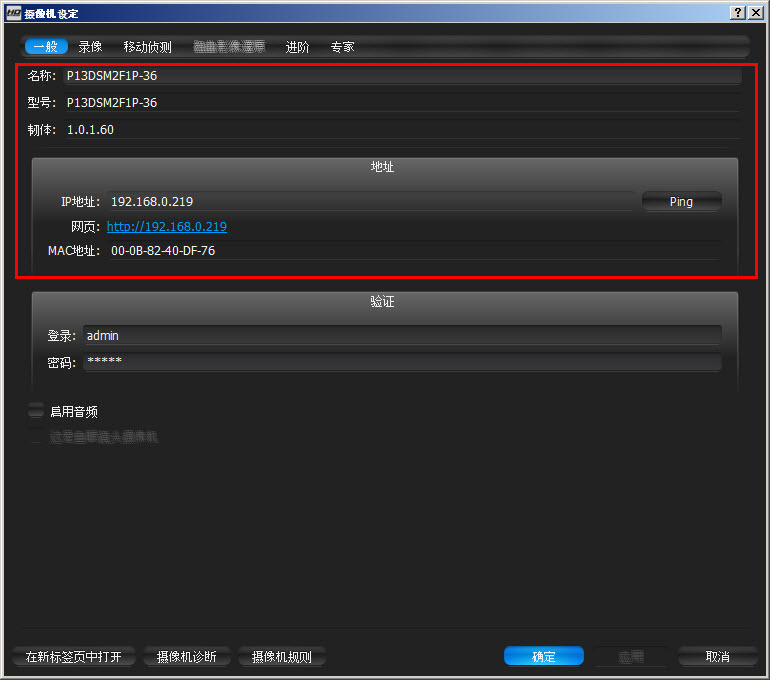 HD 摄像机设定
一般 录像 移动侦测 进阶 专家
名称: P13DSM2F1P-36
型号: P13DSM2F1P-36
韧体: 1.0.1.60
地址
IP地址: 192.168.0.219 Ping
网页: http://192.168.0.219
MAC地址: 00-0B-82-40-DF-76
验证
登录: admin
密码: *****
启用音频
在新标签页中打开 摄像机诊断 摄像机规则 确定 应用 取消